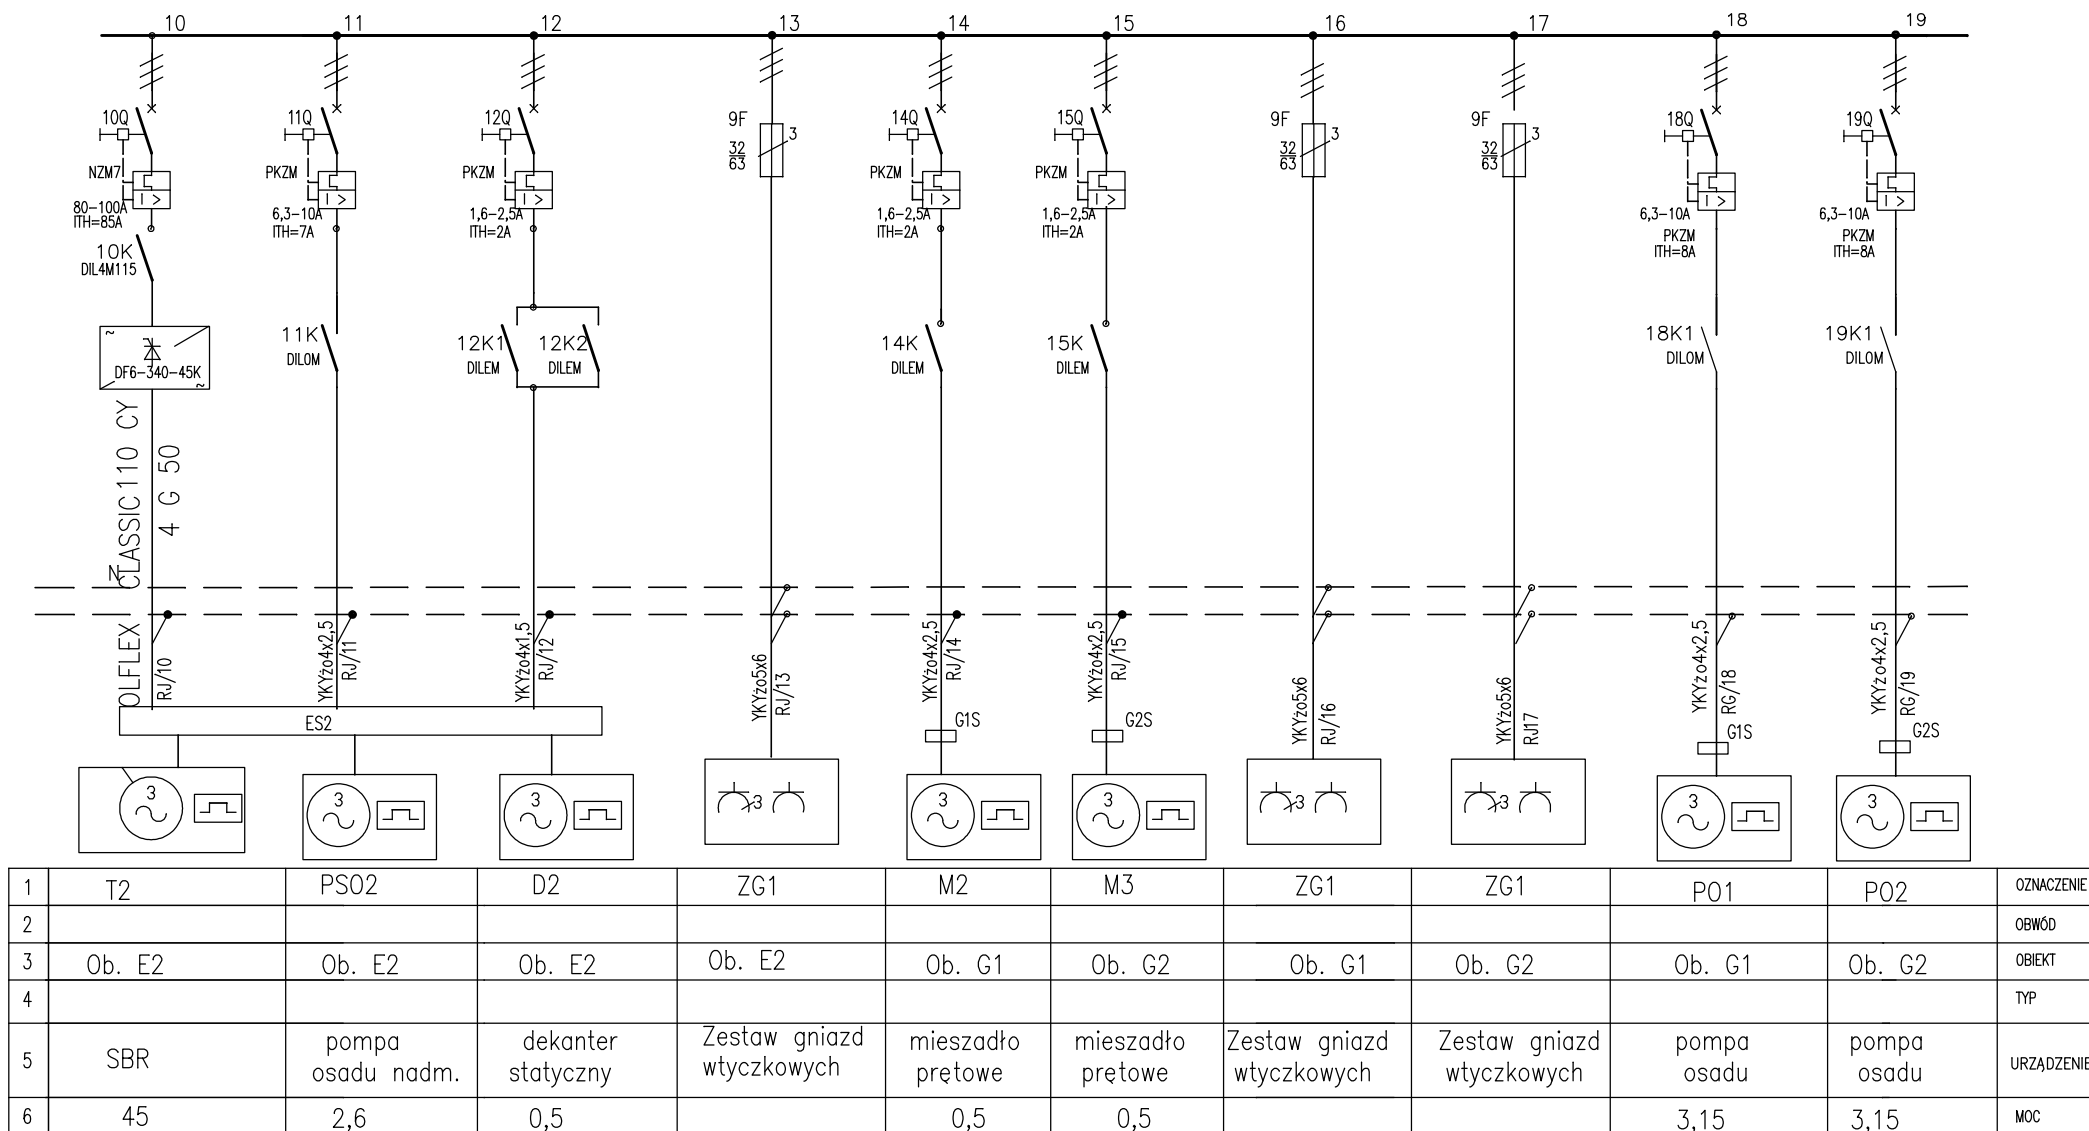 10 11 12 13 14 15 16 17 18 19
10Q 11Q 12Q 9F 14Q 15Q 9F 9F 18Q 19Q
3 3 3
32 32 32
63 63 63
NZM7 PKZM PKZM PKZM PKZM
80-100A 6,3-10A 1,6-2,5A 1,6-2,5A 1,6-2,5A 6,3-10A 6,3-10A
ITH=85A ITH=7A ITH=2A ITH=2A ITH=2A PKZM PKZM
ITH=8A ITH=8A
I > I > I > I > I > I > I >
10K
DIL4M115
11K 12K1 12K2 14K 15K 18K1 19K1
DILOM DILEM DILEM DILEM DILEM DILOM DILOM
~
DF6-340-45K
~
OLFLEX CLASSIC110 CY
4 G 50
N
RJ/10
YKYżo4x2,5
RJ/11
YKYżo4x1,5
RJ/12
YKYżo5x6
RJ/13
YKYżo4x2,5
RJ/14
YKYżo4x2,5
RJ/15
YKYżo5x6
RJ/16
YKYżo5x6
RJ17
YKYżo4x2,5
RG/18
YKYżo4x2,5
RG/19
ES2 G1S G2S G1S G2S
3 3 3 3 3 3 3 3 3 3
1 T2 PSO2 D2 ZG1 M2 M3 ZG1 ZG1 PO1 PO2 OZNACZENIE
2 OBWÓD
3 Ob. E2 Ob. E2 Ob. E2 Ob. E2 Ob. G1 Ob. G2 Ob. G1 Ob. G2 Ob. G1 Ob. G2 OBIEKT
4 TYP
5 SBR pompa osadu nadm. dekanter statyczny Zestaw gniazd wtyczkowych mieszadło prętowe mieszadło prętowe Zestaw gniazd wtyczkowych Zestaw gniazd wtyczkowych pompa osadu pompa osadu URZĄDZENIE
6 45 2,6 0,5 0,5 0,5 3,15 3,15 MOC